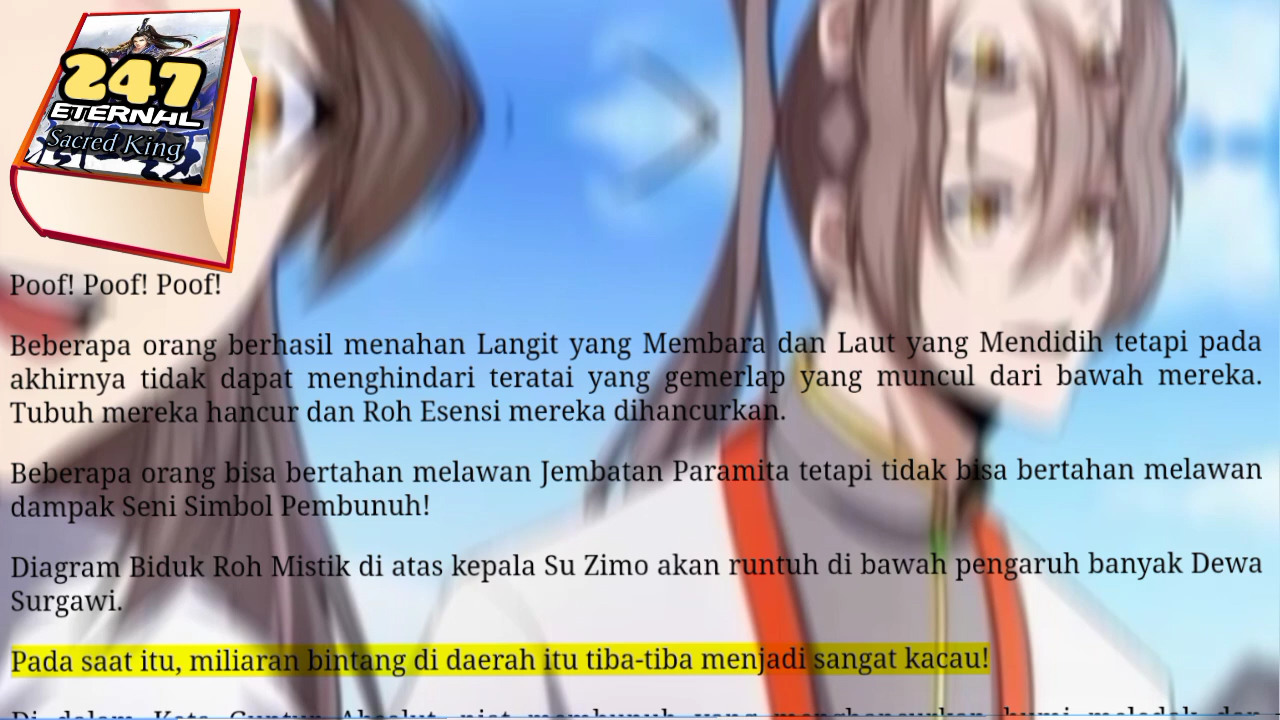 247
ETERNAL
Sacred King
Poof! Poof! Poof!
Beberapa orang berhasil menahan Langit yang Membara dan Laut yang Mendidih tetapi pada
akhirnya tidak dapat menghindari teratai yang gemerlap yang muncul dari bawah mereka.
Tubuh mereka hancur dan Roh Esensi mereka dihancurkan.
Beberapa orang bisa bertahan melawan Jembatan Paramita tetapi tidak bisa bertahan melawan
dampak Seni Simbol Pembunuh!
Diagram Biduk Roh Mistik di atas kepala Su Zimo akan runtuh di bawah pengaruh banyak Dewa
Surgawi.
Pada saat itu, miliaran bintang di daerah itu tiba-tiba menjadi sangat kacau!